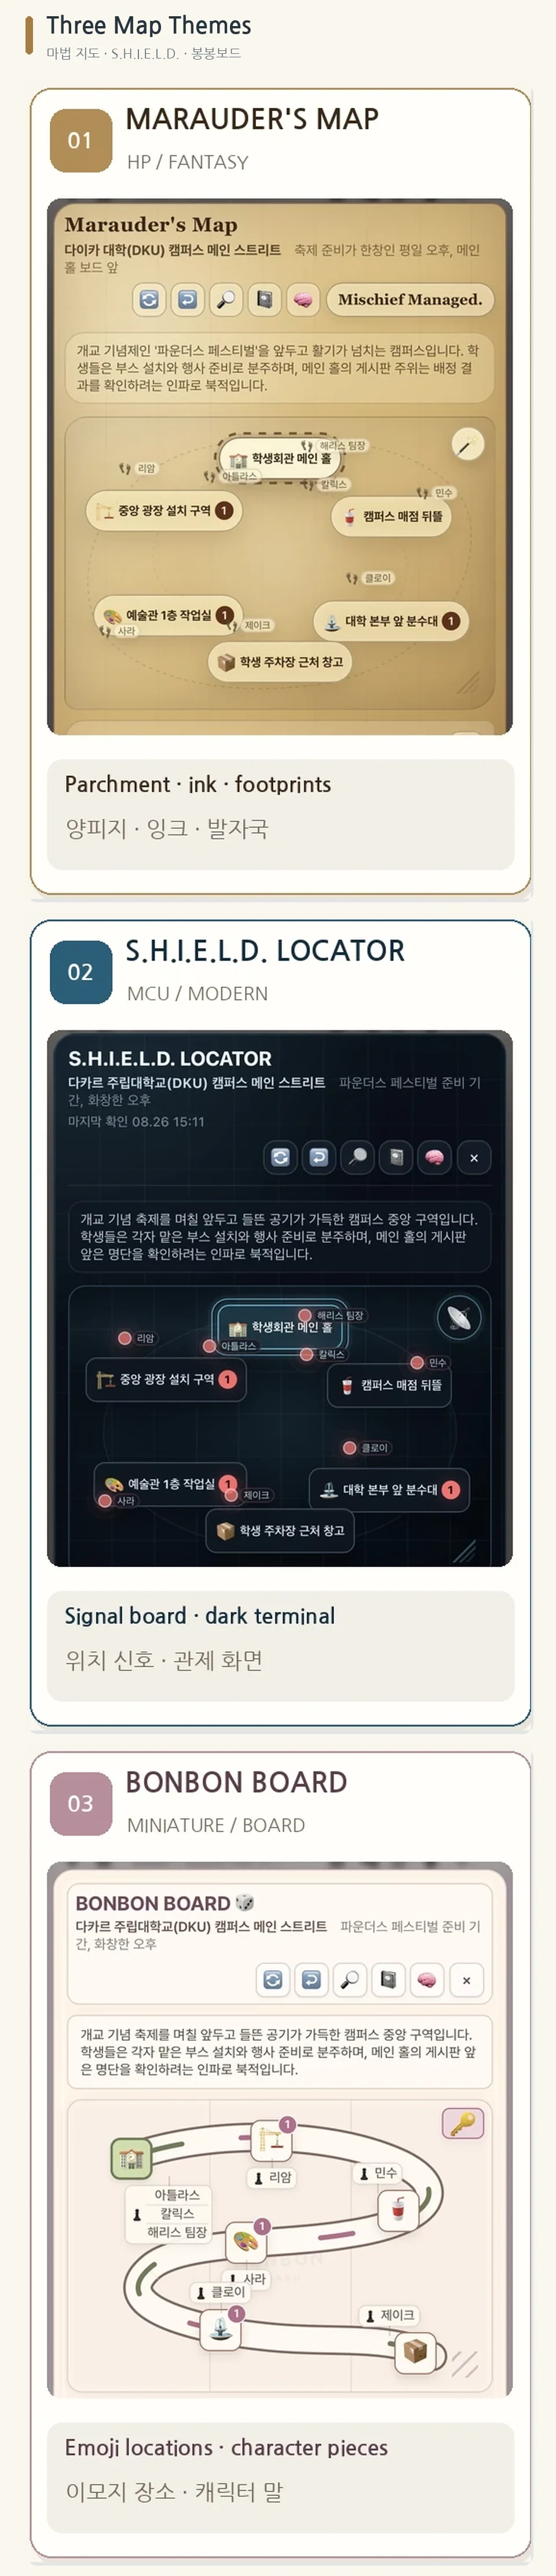 Three Map Themes
마법 지도 · S.H.I.E.L.D. · 봉봉보드
01
MARAUDER'S MAP
HP / FANTASY
Marauder's Map
다이카 대학(DKU) 캠퍼스 메인 스트리트 축제 준비가 한창인 평일 오후, 메인
홀 보드 앞
Mischief Managed.
개교 기념제인 '파운더스 페스티벌'을 앞두고 활기가 넘치는 캠퍼스입니다. 학
생들은 부스 설치와 행사 준비로 분주하며, 메인 홀의 게시판 주위는 배정 결
과를 확인하려는 인파로 북적입니다.
해리스 팀장
학생회관 메인 홀
리암
아틀라스
칼릭스
민수
중앙 광장 설치 구역 1
캠퍼스 매점 뒤뜰
클로이
예술관 1층 작업실 1
제이크
사라
대학 본부 앞 분수대 1
학생 주차장 근처 창고
Parchment · ink · footprints
양피지 · 잉크 · 발자국
02
S.H.I.E.L.D. LOCATOR
MCU / MODERN
S.H.I.E.L.D. LOCATOR
다카르 주립대학교(DKU) 캠퍼스 메인 스트리트 파운더스 페스티벌 준비 기
간, 화창한 오후
마지막 확인 08.26 15:11
×
개교 기념 축제를 며칠 앞두고 들뜬 공기가 가득한 캠퍼스 중앙 구역입니다.
학생들은 각자 맡은 부스 설치와 행사 준비로 분주하며, 메인 홀의 게시판
앞은 명단을 확인하려는 인파로 북적입니다.
해리스 팀장
학생회관 메인 홀
리암
아틀라스
칼릭스
민수
중앙 광장 설치 구역 1
캠퍼스 매점 뒤뜰
클로이
예술관 1층 작업실 1
제이크
사라
대학 본부 앞 분수대 1
학생 주차장 근처 창고
Signal board · dark terminal
위치 신호 · 관제 화면
03
BONBON BOARD
MINIATURE / BOARD
BONBON BOARD
다카르 주립대학교(DKU) 캠퍼스 메인 스트리트 파운더스 페스티벌 준비 기
간, 화창한 오후
×
개교 기념 축제를 며칠 앞두고 들뜬 공기가 가득한 캠퍼스 중앙 구역입니다.
학생들은 각자 맡은 부스 설치와 행사 준비로 분주하며, 메인 홀의 게시판 앞
은 명단을 확인하려는 인파로 북적입니다.
1
리암
민수
아틀라스
칼릭스
해리스 팀장
1
사라
클로이
1
제이크
Emoji locations · character pieces
이모지 장소 · 캐릭터 말